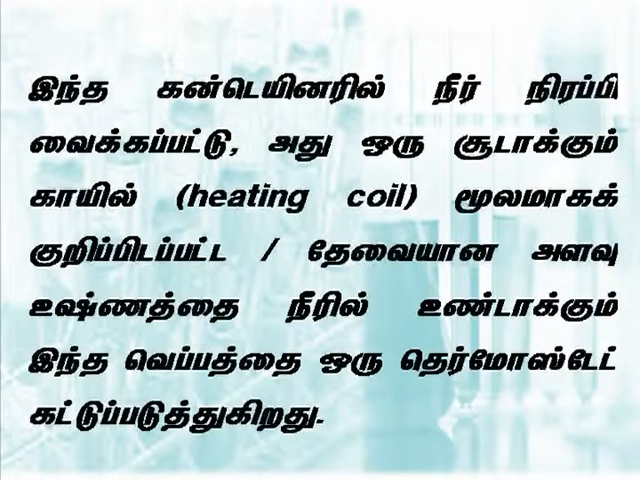 இந்த கன்டெயினரில் நீர் நிரப்பி
வைக்கப்பட்டு, அது ஒரு சூடாக்கும்
காயில் (heating coil) மூலமாகக்
குறிப்பிடப்பட்ட / தேவையான அளவு
உஷ்ணத்தை நீரில் உண்டாக்கும்
இந்த வெப்பத்தை ஒரு தெர்மோஸ்டேட்
கட்டுப்படுத்துகிறது.